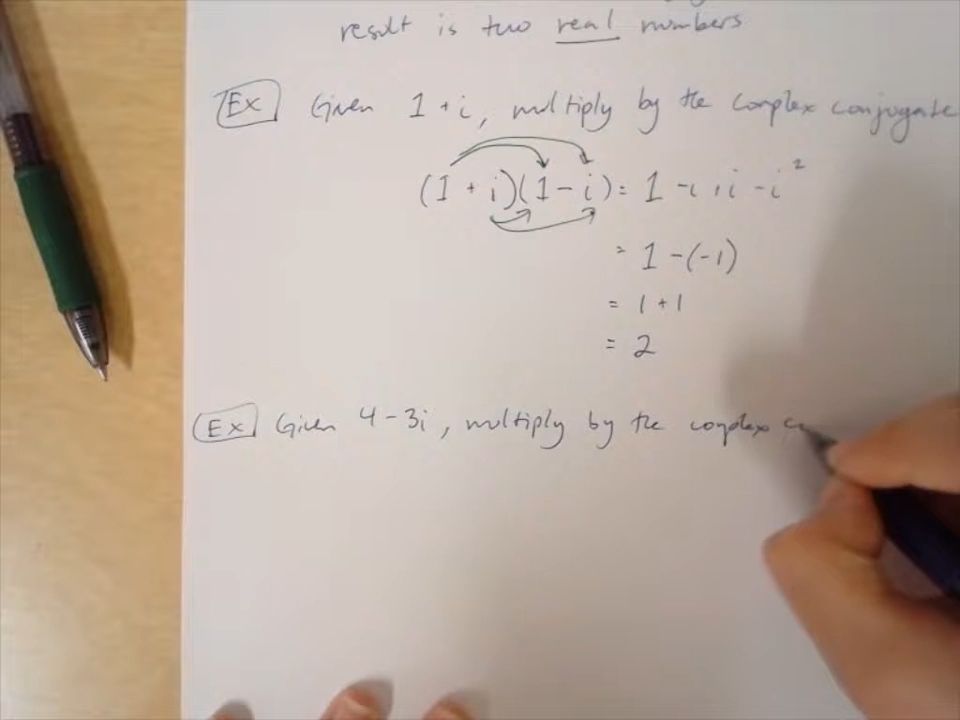 result is two real numbers
Ex Given 1 + i, multiply by the complex conjugate
(1 + i)(1 - i) = 1 - i + i - i²
= 1 - (-1)
= 1 + 1
= 2
Ex Given 4 - 3i, multiply by the complex co